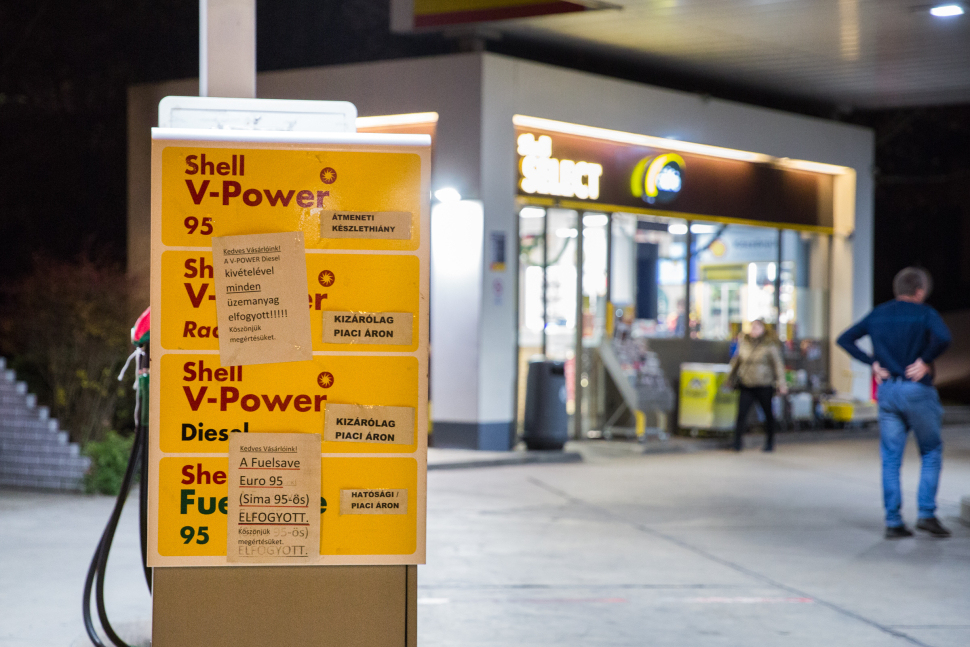 Shell
V-Power
95
ÁTMENETI
KÉSZLETHIÁNY
Kedves Vásárlóink!
A V-POWER Diesel
kivételével
minden
üzemanyag
elfogyott!!!!!
Köszönjük
megértésüket.
Sh
V-
Rac
r
KIZÁRÓLAG
PIACI ÁRON
Shell
V-Power
Diesel
KIZÁRÓLAG
PIACI ÁRON
She
Fue
e
95
Kedves Vásárlóink!
A Fuelsave
Euro 95
(Sima 95-ös)
ELFOGYOTT.
Köszönjük 95-ös)
megértésüket.
ELFOGYOTT.
HATÓSÁGI /
PIACI ÁRON
Shell
SELECT